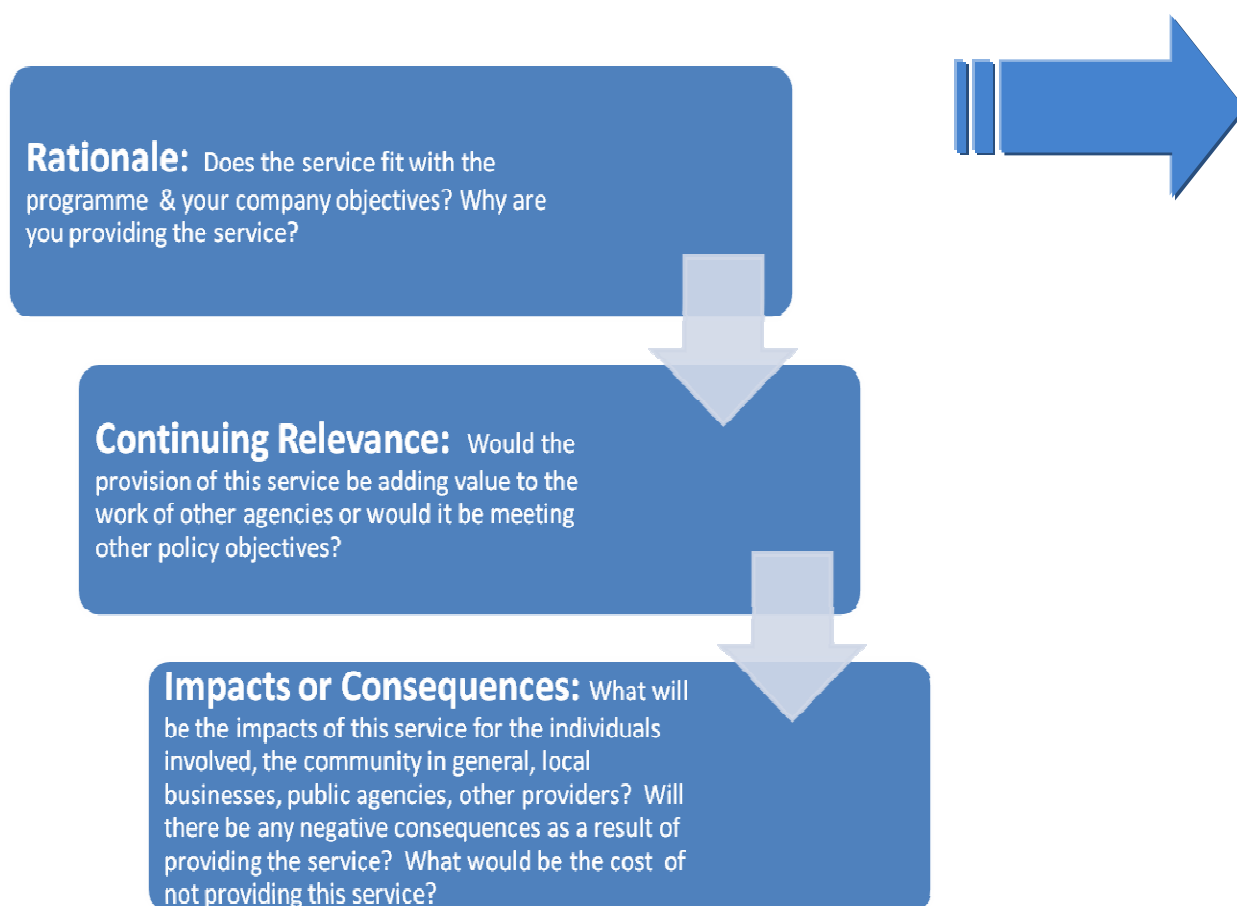 Rationale: Does the service fit with the
programme & your company objectives? Why are
you providing the service?
Continuing Relevance: Would the
provision of this service be adding value to the
work of other agencies or would it be meeting
other policy objectives?
Impacts or Consequences: What will
be the impacts of this service for the individuals
involved, the community in general, local
businesses, public agencies, other providers? Will
there be any negative consequences as a result of
providing the service? What would be the cost of
not providing this service?